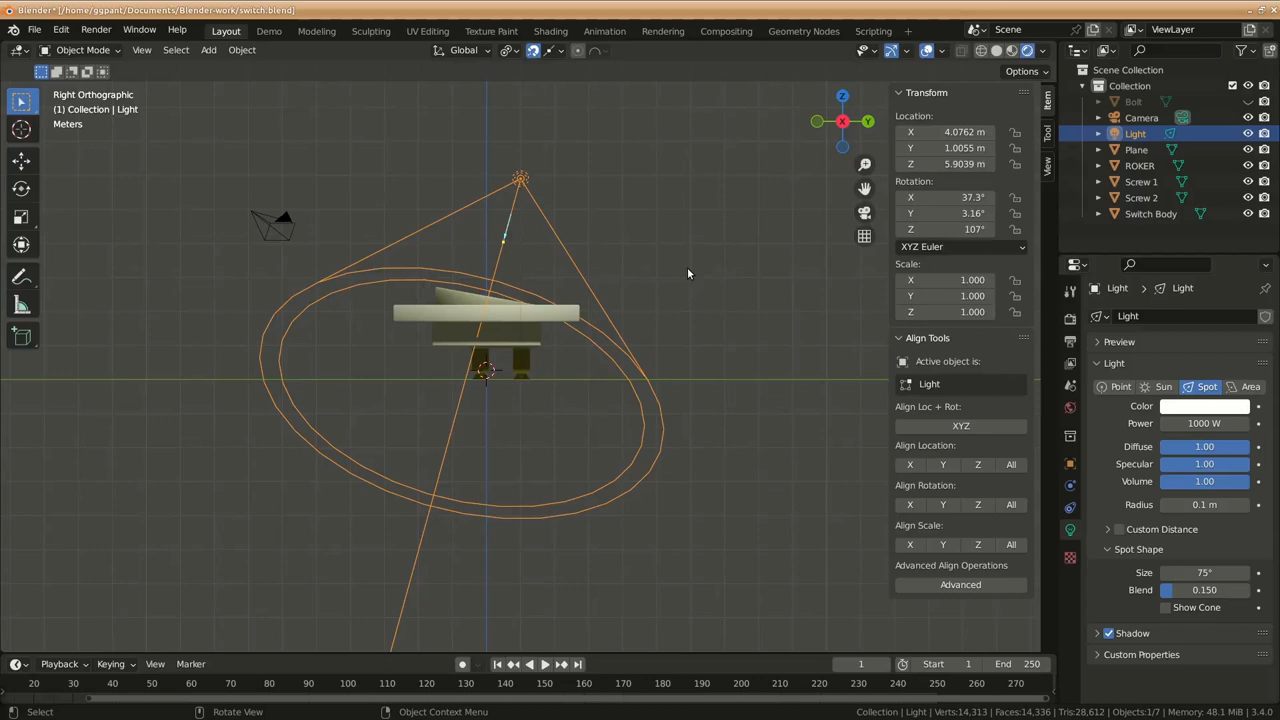 Blender* [/home/ggpant/Documents/Blender-work/switch.blend]
File Edit Render Window Help Layout Demo Modeling Sculpting UV Editing Texture Paint Shading Animation Rendering Compositing Geometry Nodes Scripting + Scene ViewLayer
Object Mode View Select Add Object Global
Options
Right Orthographic
(1) Collection | Light
Meters
Z
Y
X
Transform
Location:
X 4.0762 m
Y 1.0055 m
Z 5.9039 m
Rotation:
X 37.3°
Y 3.16°
Z 107°
XYZ Euler
Scale:
X 1.000
Y 1.000
Z 1.000
Align Tools
Active object is:
Light
Align Loc + Rot:
XYZ
Align Location:
X Y Z All
Align Rotation:
X Y Z All
Align Scale:
X Y Z All
Advanced Align Operations
Advanced
Item
Tool
View
Scene Collection
Collection
Bolt
Camera
Light
Plane
ROKER
Screw 1
Screw 2
Switch Body
Light Light
Light
Preview
Light
Point Sun Spot Area
Color
Power 1000 W
Diffuse 1.00
Specular 1.00
Volume 1.00
Radius 0.1 m
Custom Distance
Spot Shape
Size 75°
Blend 0.150
Show Cone
Shadow
Custom Properties
Playback Keying View Marker 1 Start 1 End 250
20 30 40 50 60 70 80 90 100 110 120 130 140 150 160 170 180 190 200 210 220 230 240 250 260 270
Select Rotate View Object Context Menu Collection | Light | Verts:14,313 | Faces:14,336 | Tris:28,612 | Objects:1/7 | Memory: 48.1 MiB | 3.4.0